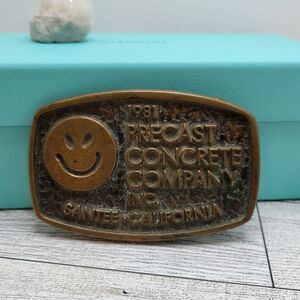 1981
PRECAST
CONCRETE
COMPANY
INC.
SANTEE • CALIFORNIA